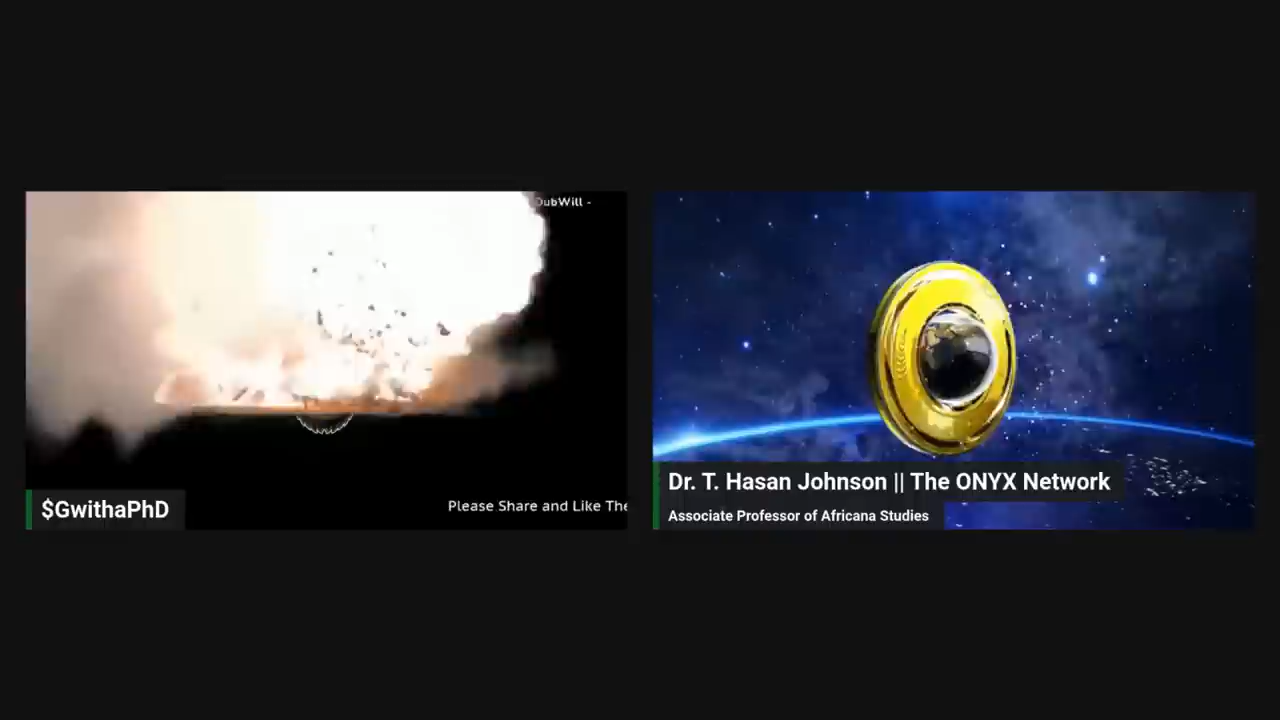 DubWill -
$GwithaPhD
Please Share and Like The
Dr. T. Hasan Johnson || The ONYX Network
Associate Professor of Africana Studies